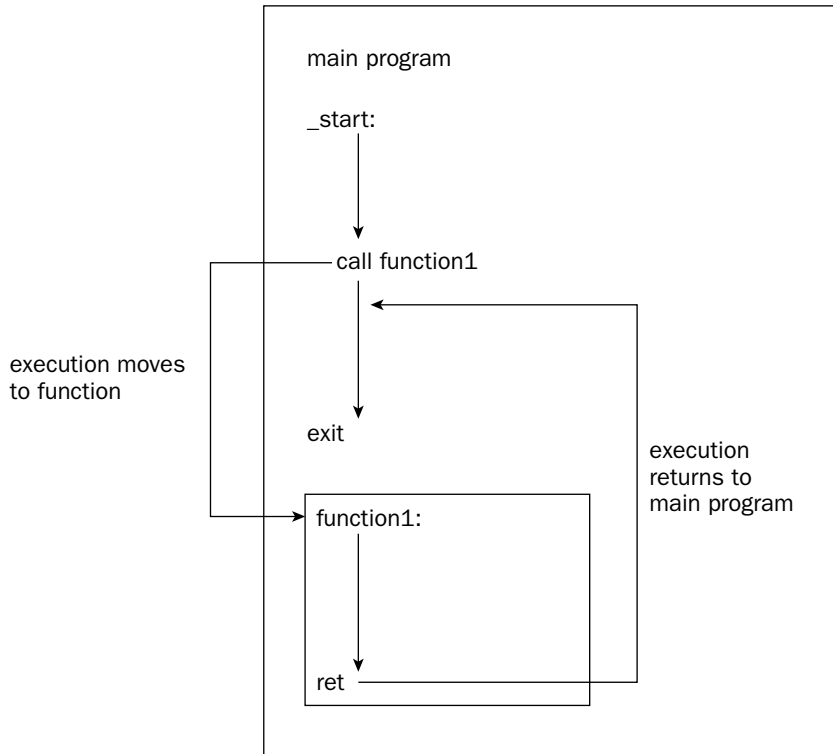 main program
_start:
call function1
execution moves
to function
exit
execution
returns to
main program
function1:
ret